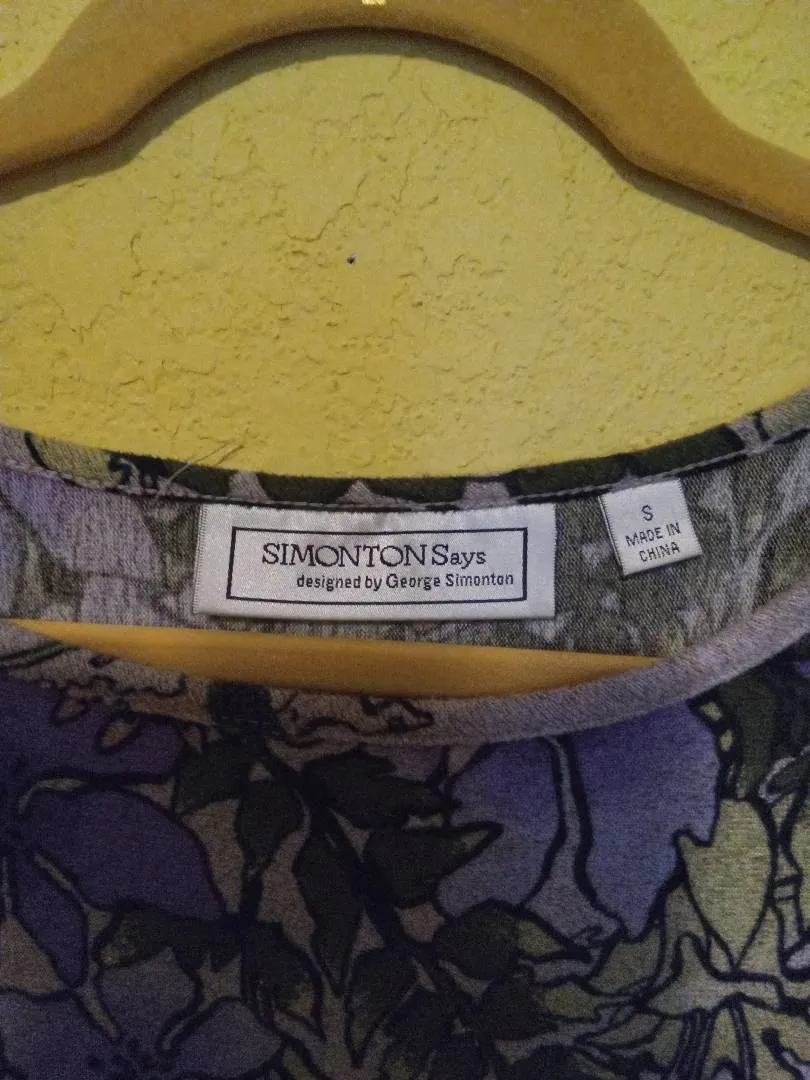 SIMONTON Says
designed by George Simonton
S
MADE IN
CHINA